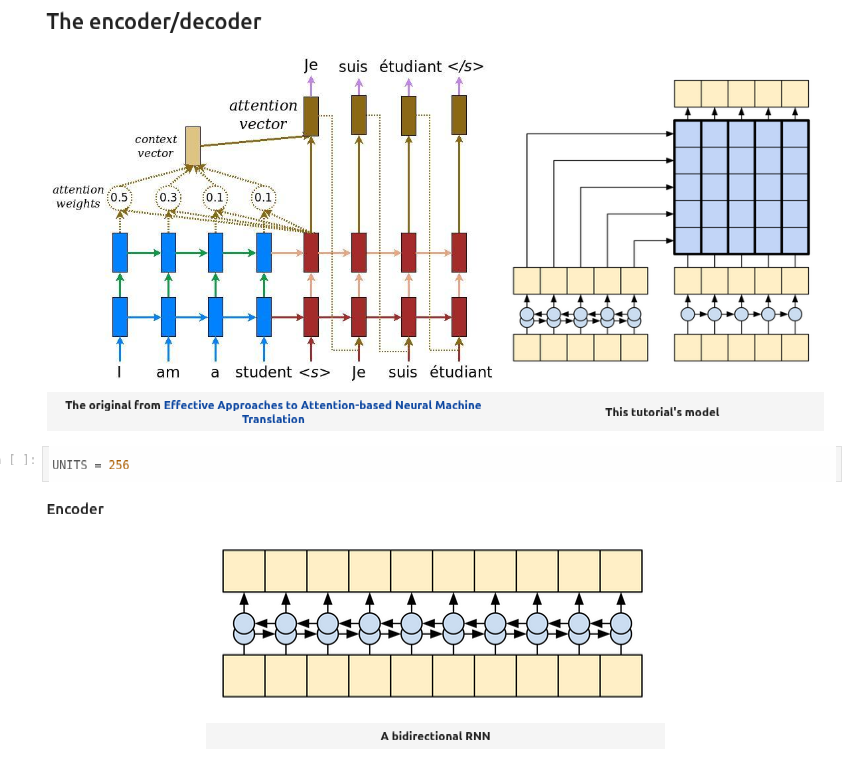 The encoder/decoder
Je suis étudiant </s>
attention
vector
context
vector
attention
weights
0.5 0.3 0.1 0.1
I am a student <s> Je suis étudiant
The original from Effective Approaches to Attention-based Neural Machine
Translation
This tutorial's model
[ ]:
UNITS = 256
Encoder
A bidirectional RNN